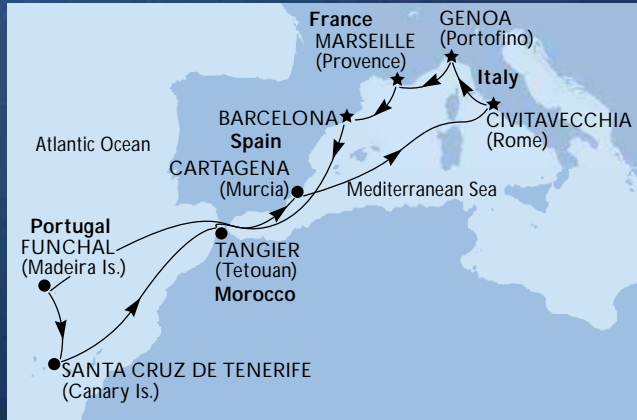 France
MARSEILLE
(Provence)
GENOA
(Portofino)
Italy
CIVITAVECCHIA
(Rome)
BARCELONA
Spain
Atlantic Ocean
CARTAGENA
(Murcia)
Mediterranean Sea
Portugal
FUNCHAL
(Madeira Is.)
TANGIER
(Tetouan)
Morocco
SANTA CRUZ DE TENERIFE
(Canary Is.)